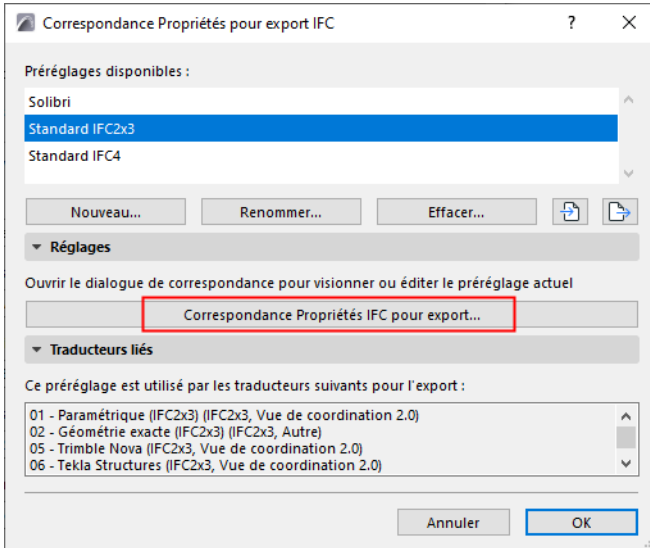 Correspondance Propriétés pour export IFC
?
Préréglages disponibles :
Solibri
Standard IFC2x3
Standard IFC4
Nouveau... Renommer... Effacer...
Réglages
Ouvrir le dialogue de correspondance pour visionner ou éditer le préréglage actuel
Correspondance Propriétés IFC pour export...
Traducteurs liés
Ce préréglage est utilisé par les traducteurs suivants pour l'export :
01 - Paramétrique (IFC2x3) (IFC2x3, Vue de coordination 2.0)
02 - Géométrie exacte (IFC2x3) (IFC2x3, Autre)
05 - Trimble Nova (IFC2x3, Vue de coordination 2.0)
06 - Tekla Structures (IFC2x3, Vue de coordination 2.0)
Annuler OK